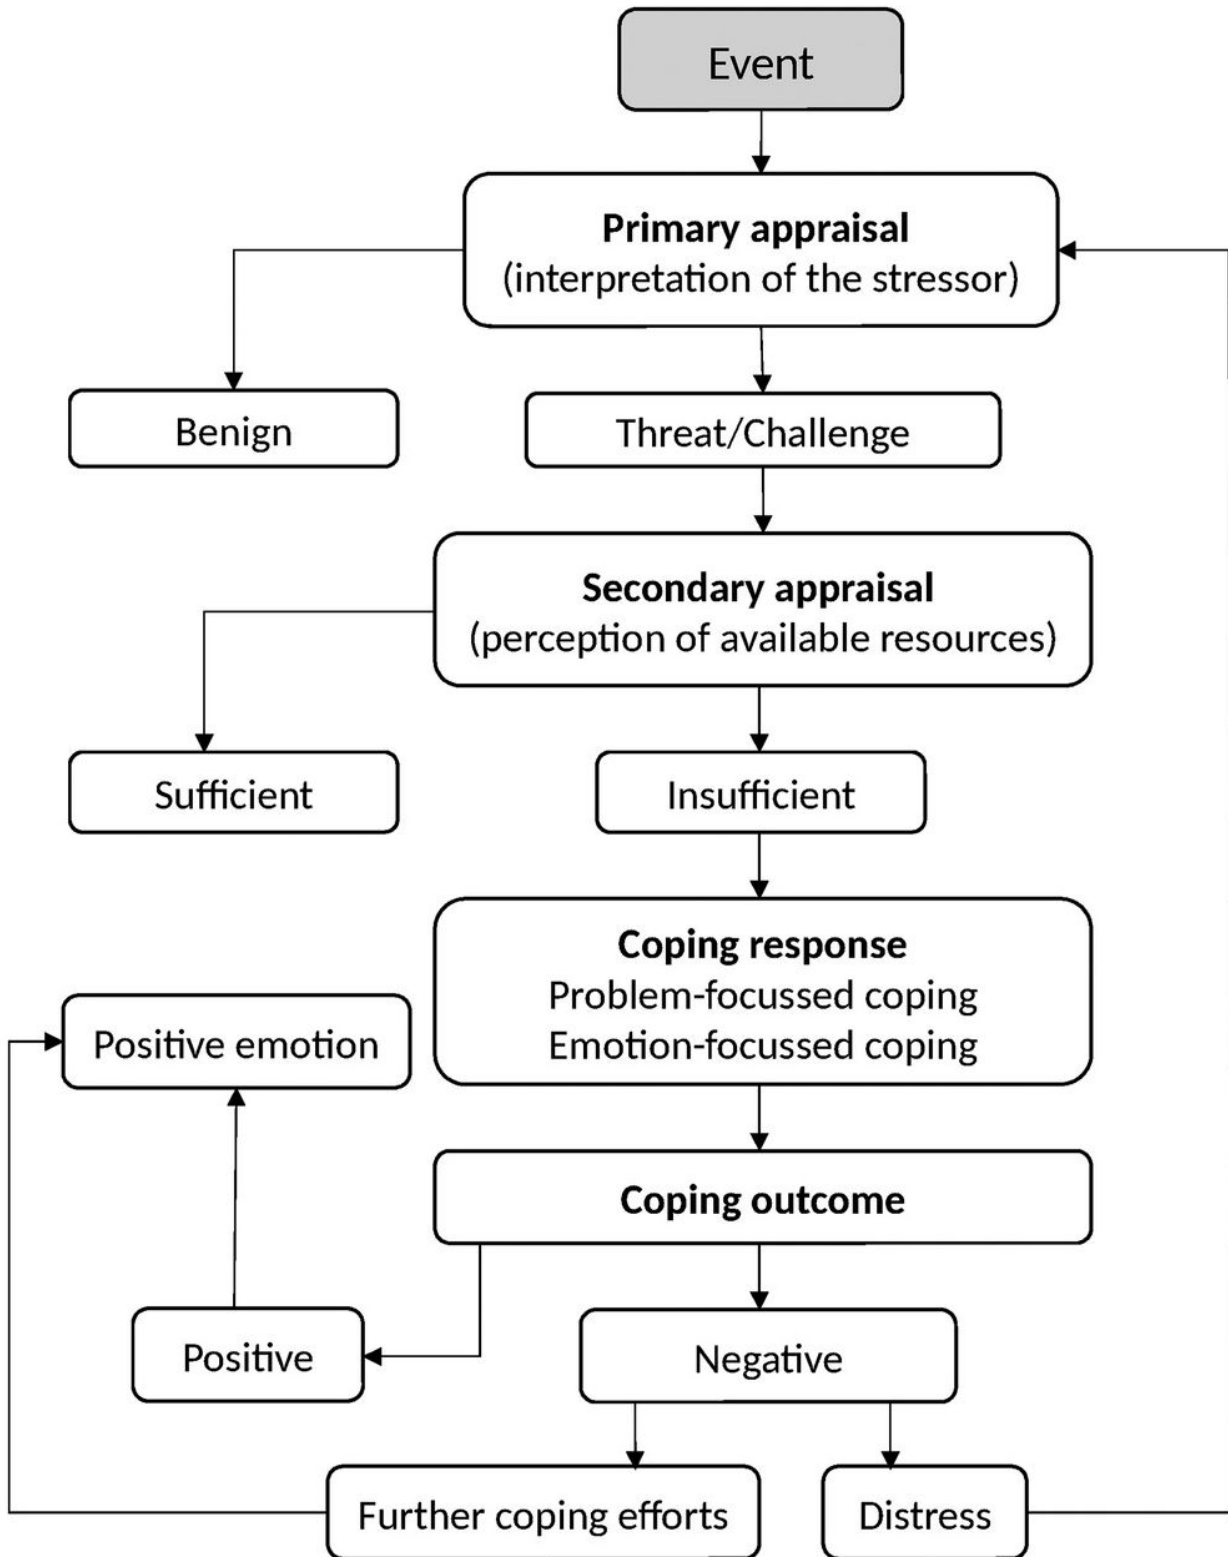 Event
Primary appraisal
(interpretation of the stressor)
Benign
Threat/Challenge
Secondary appraisal
(perception of available resources)
Sufficient
Insufficient
Coping response
Problem-focussed coping
Emotion-focussed coping
Positive emotion
Coping outcome
Positive
Negative
Further coping efforts
Distress